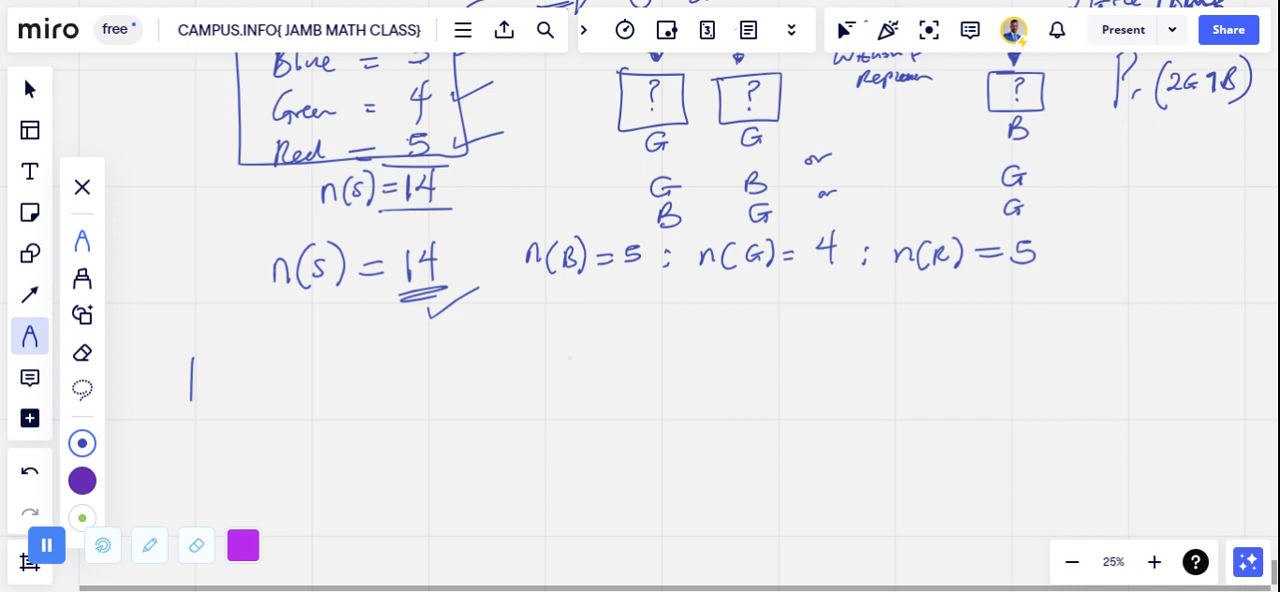 miro free CAMPUS.INFO{ JAMB MATH CLASS} Present Share
Blue = 5
Green = 4
Red = 5
n(s) = 14
? ? ?
G G B
or
G B or G
B G G
Pr (2G 1B)
n(s) = 14 n(B) = 5 ; n(G) = 4 ; n(R) = 5
25%